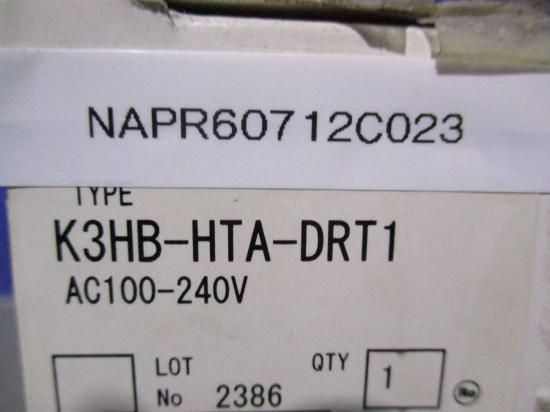 NAPR60712C023
TYPE
K3HB-HTA-DRT1
AC100-240V
LOT No 2386
QTY 1